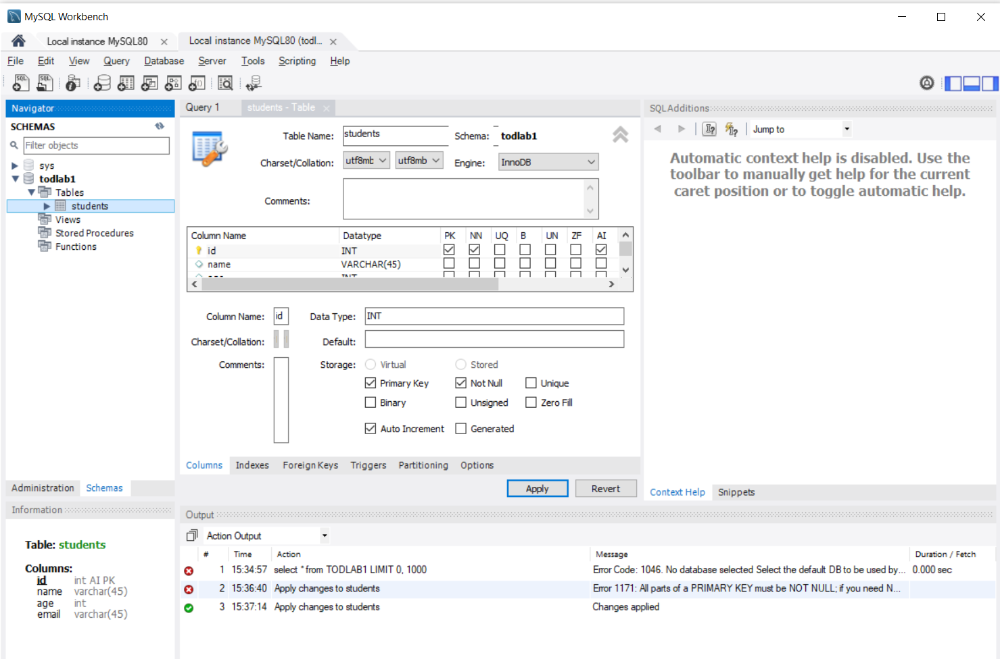 MySQL Workbench
Local instance MySQL80
Local instance MySQL80 (todl...
File Edit View Query Database Server Tools Scripting Help
Navigator
SCHEMAS
Filter objects
sys
todlab1
Tables
students
Views
Stored Procedures
Functions
Administration Schemas
Information
Table: students
Columns:
id int AI PK
name varchar(45)
age int
email varchar(45)
Query 1 students - Table
Table Name: students Schema: todlab1
Charset/Collation: utf8mb utf8mb Engine: InnoDB
Comments:
Column Name Datatype PK NN UQ B UN ZF AI
id INT
name VARCHAR(45)
Column Name: id Data Type: INT
Charset/Collation: Default:
Comments: Storage: Virtual Stored
Primary Key Not Null Unique
Binary Unsigned Zero Fill
Auto Increment Generated
Columns Indexes Foreign Keys Triggers Partitioning Options
Apply Revert
SQLAdditions
Jump to
Automatic context help is disabled. Use the
toolbar to manually get help for the current
caret position or to toggle automatic help.
Context Help Snippets
Output
Action Output
# Time Action Message Duration / Fetch
1 15:34:57 select * from TODLAB1 LIMIT 0, 1000 Error Code: 1046. No database selected Select the default DB to be used by... 0.000 sec
2 15:36:40 Apply changes to students Error 1171: All parts of a PRIMARY KEY must be NOT NULL; if you need N...
3 15:37:14 Apply changes to students Changes applied